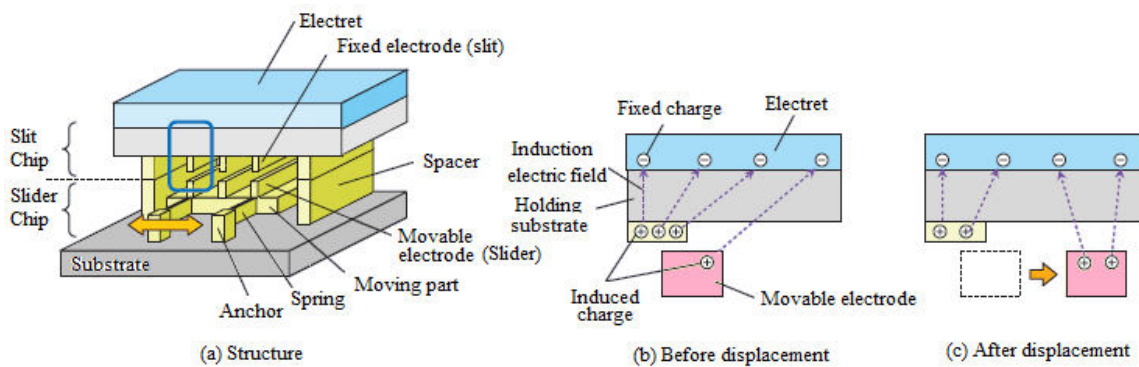 Electret
Fixed electrode (slit)
Slit
Chip
Spacer
Slider
Chip
Movable
electrode (Slider)
Substrate
Moving part
Spring
Anchor
(a) Structure
Fixed charge
Electret
Induction
electric field
Holding
substrate
Induced
charge
Movable electrode
(b) Before displacement
(c) After displacement